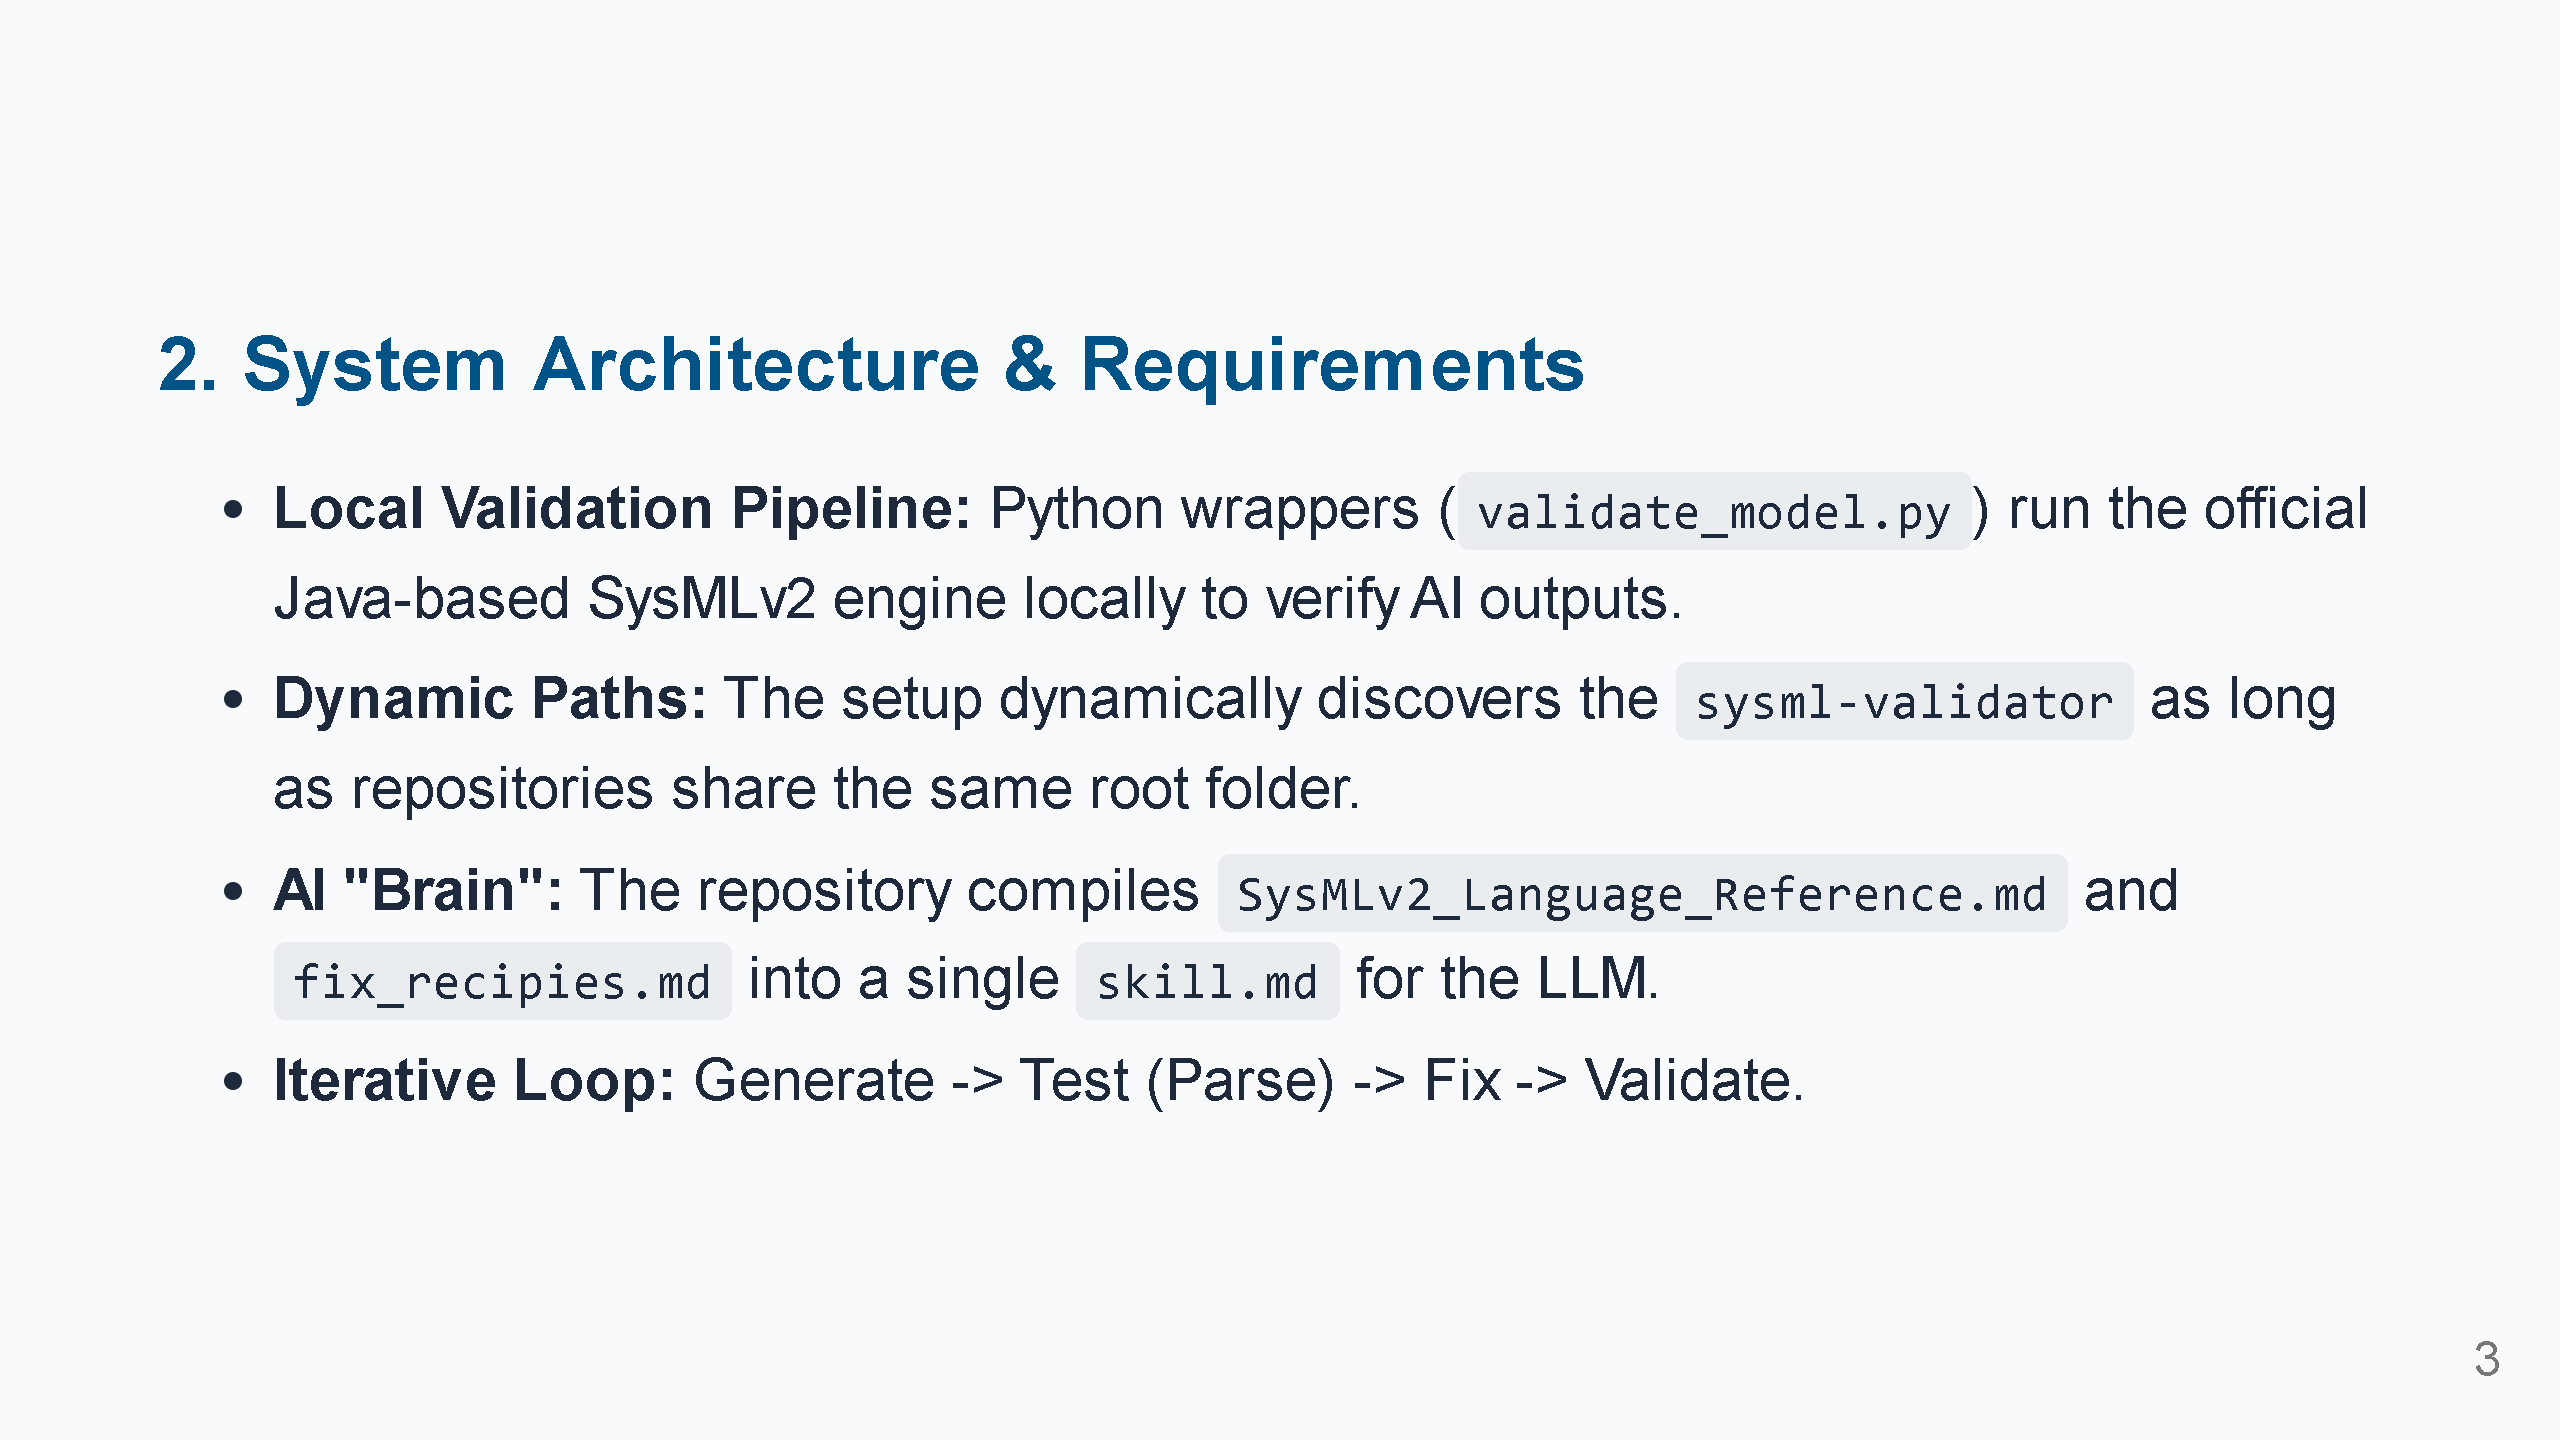 2. System Architecture & Requirements
• Local Validation Pipeline: Python wrappers ( validate_model.py ) run the official
Java-based SysMLv2 engine locally to verify AI outputs.
• Dynamic Paths: The setup dynamically discovers the sysml-validator as long
as repositories share the same root folder.
• AI "Brain": The repository compiles SysMLv2_Language_Reference.md and
fix_recipies.md into a single skill.md for the LLM.
• Iterative Loop: Generate -> Test (Parse) -> Fix -> Validate.
3